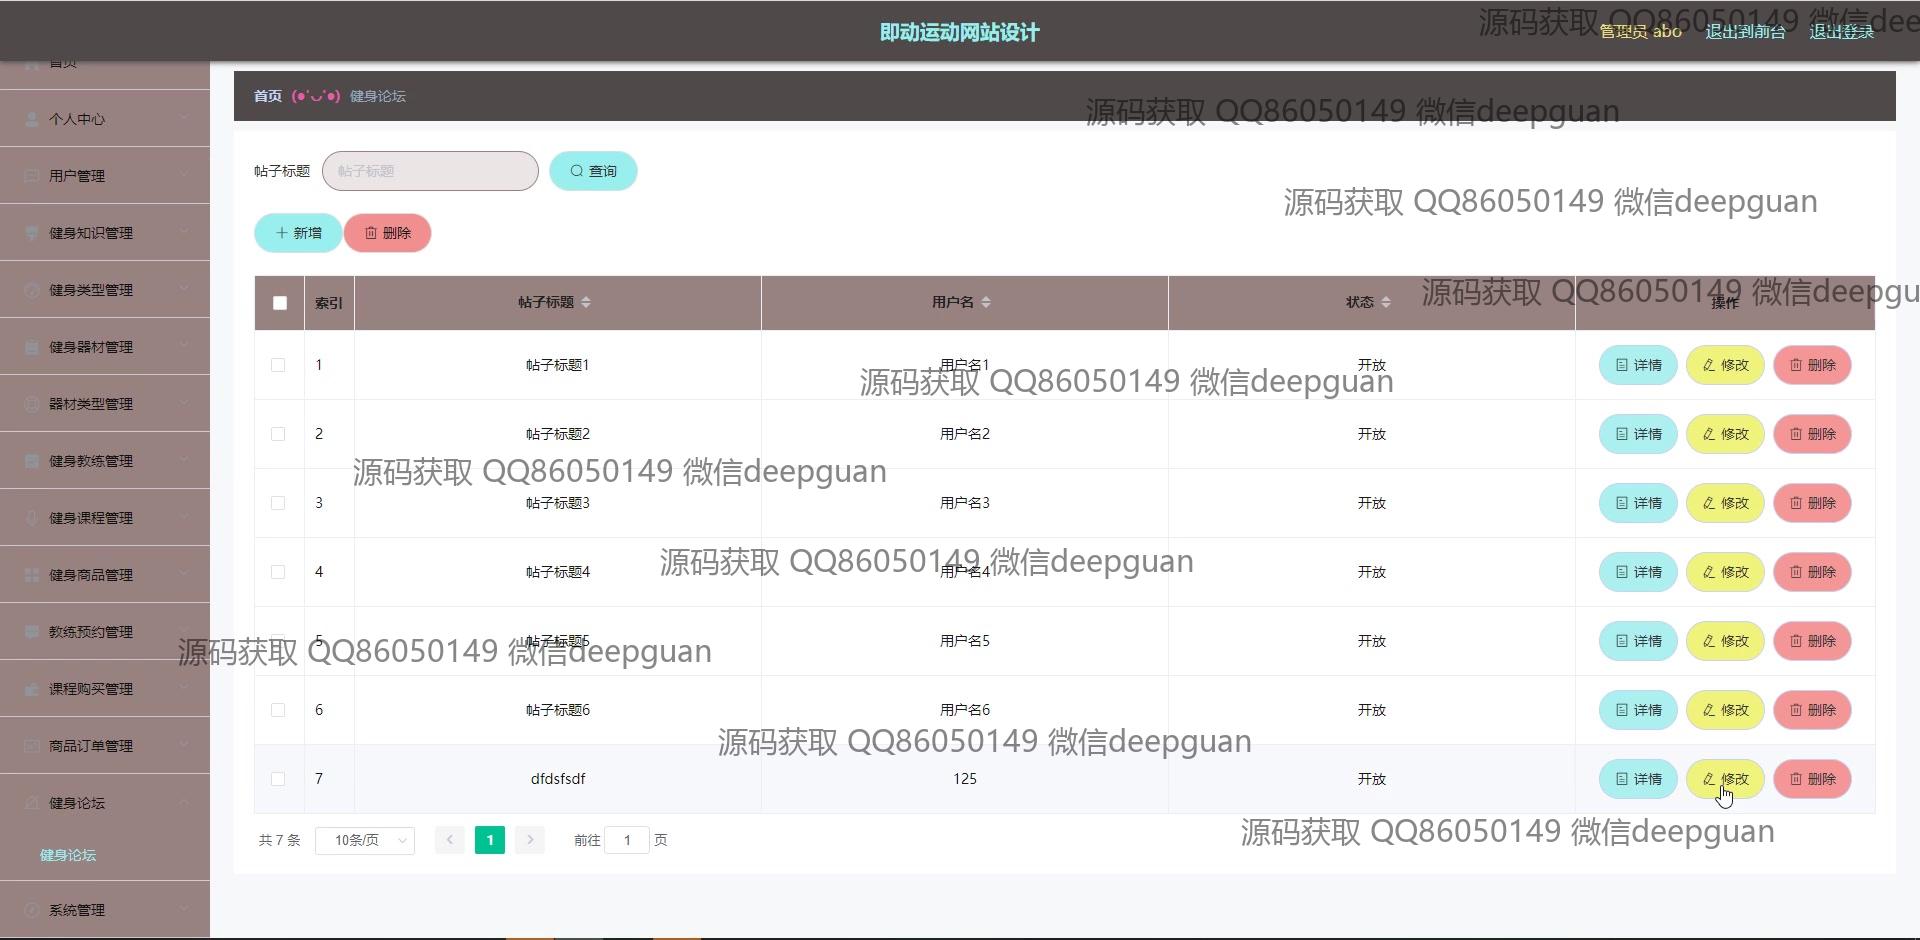 即动运动网站设计
管理员 abo 退出到前台 退出登录
源码获取 QQ86050149 微信dee
首页
个人中心
用户管理
健身知识管理
健身类型管理
健身器材管理
器材类型管理
健身教练管理
健身课程管理
健身商品管理
教练预约管理
课程购买管理
商品订单管理
健身论坛
健身论坛
系统管理
首页 (●'◡'●) 健身论坛
源码获取 QQ86050149 微信deepguan
帖子标题 帖子标题 查询
源码获取 QQ86050149 微信deepguan
新增 删除
索引 帖子标题 用户名 状态 操作
源码获取 QQ86050149 微信deepgu
1 帖子标题1 用户名1 开放 详情 修改 删除
源码获取 QQ86050149 微信deepguan
2 帖子标题2 用户名2 开放 详情 修改 删除
源码获取 QQ86050149 微信deepguan
3 帖子标题3 用户名3 开放 详情 修改 删除
源码获取 QQ86050149 微信deepguan
4 帖子标题4 用户名4 开放 详情 修改 删除
5 帖子标题5 用户名5 开放 详情 修改 删除
源码获取 QQ86050149 微信deepguan
6 帖子标题6 用户名6 开放 详情 修改 删除
源码获取 QQ86050149 微信deepguan
7 dfdsfsdf 125 开放 详情 修改 删除
源码获取 QQ86050149 微信deepguan
共 7 条 10条/页 1 前往 1 页